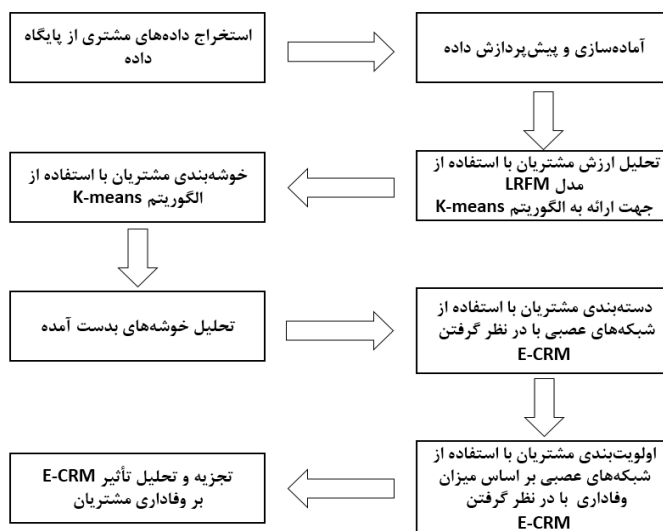 استخراج داده‌های مشتری از پایگاه
داده
آماده‌سازی و پیش‌پردازش داده
تحلیل ارزش مشتریان با استفاده از
مدل LRFM
جهت ارائه به الگوریتم K-means
خوشه‌بندی مشتریان با استفاده از
الگوریتم K-means
تحلیل خوشه‌های بدست آمده
دسته‌بندی مشتریان با استفاده از
شبکه‌های عصبی با در نظر گرفتن
E-CRM
اولویت‌بندی مشتریان با استفاده از
شبکه‌های عصبی بر اساس میزان
وفاداری با در نظر گرفتن
E-CRM
تجزیه و تحلیل تأثیر E-CRM
بر وفاداری مشتریان